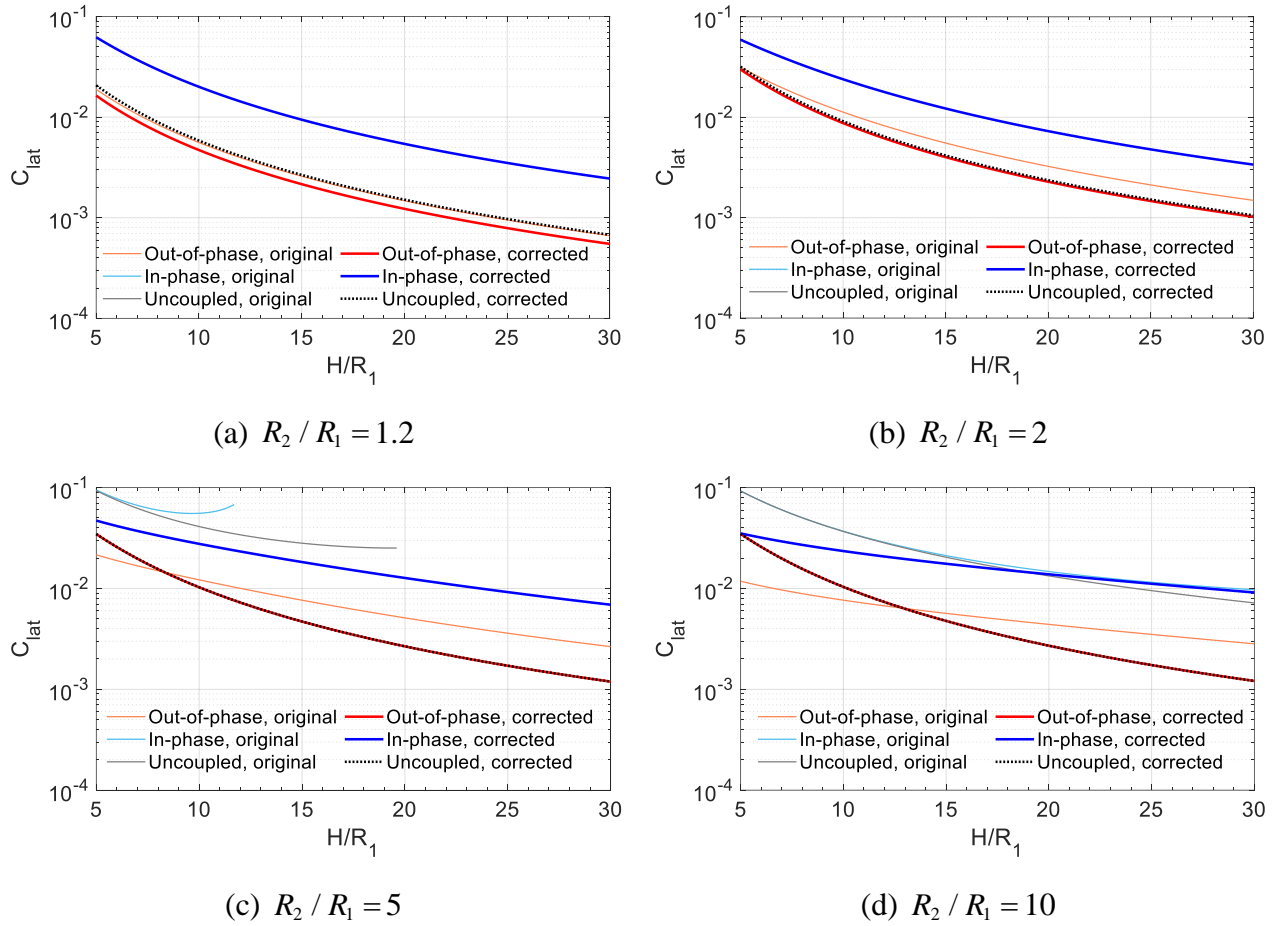 10^-1
10^-2
10^-3
10^-4
C_lat
Out-of-phase, original Out-of-phase, corrected
In-phase, original In-phase, corrected
Uncoupled, original Uncoupled, corrected
5 10 15 20 25 30
H/R_1
(a) R_2 / R_1 = 1.2
10^-1
10^-2
10^-3
10^-4
C_lat
Out-of-phase, original Out-of-phase, corrected
In-phase, original In-phase, corrected
Uncoupled, original Uncoupled, corrected
5 10 15 20 25 30
H/R_1
(b) R_2 / R_1 = 2
10^-1
10^-2
10^-3
10^-4
C_lat
Out-of-phase, original Out-of-phase, corrected
In-phase, original In-phase, corrected
Uncoupled, original Uncoupled, corrected
5 10 15 20 25 30
H/R_1
(c) R_2 / R_1 = 5
10^-1
10^-2
10^-3
10^-4
C_lat
Out-of-phase, original Out-of-phase, corrected
In-phase, original In-phase, corrected
Uncoupled, original Uncoupled, corrected
5 10 15 20 25 30
H/R_1
(d) R_2 / R_1 = 10